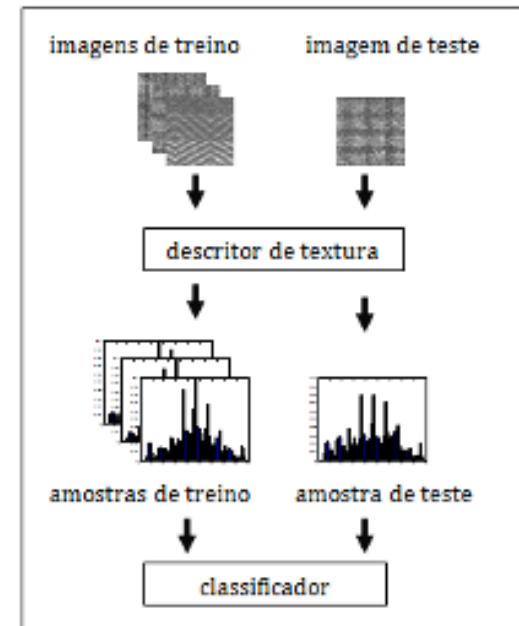 imagens de treino imagem de teste
descritor de textura
amostras de treino amostra de teste
classificador